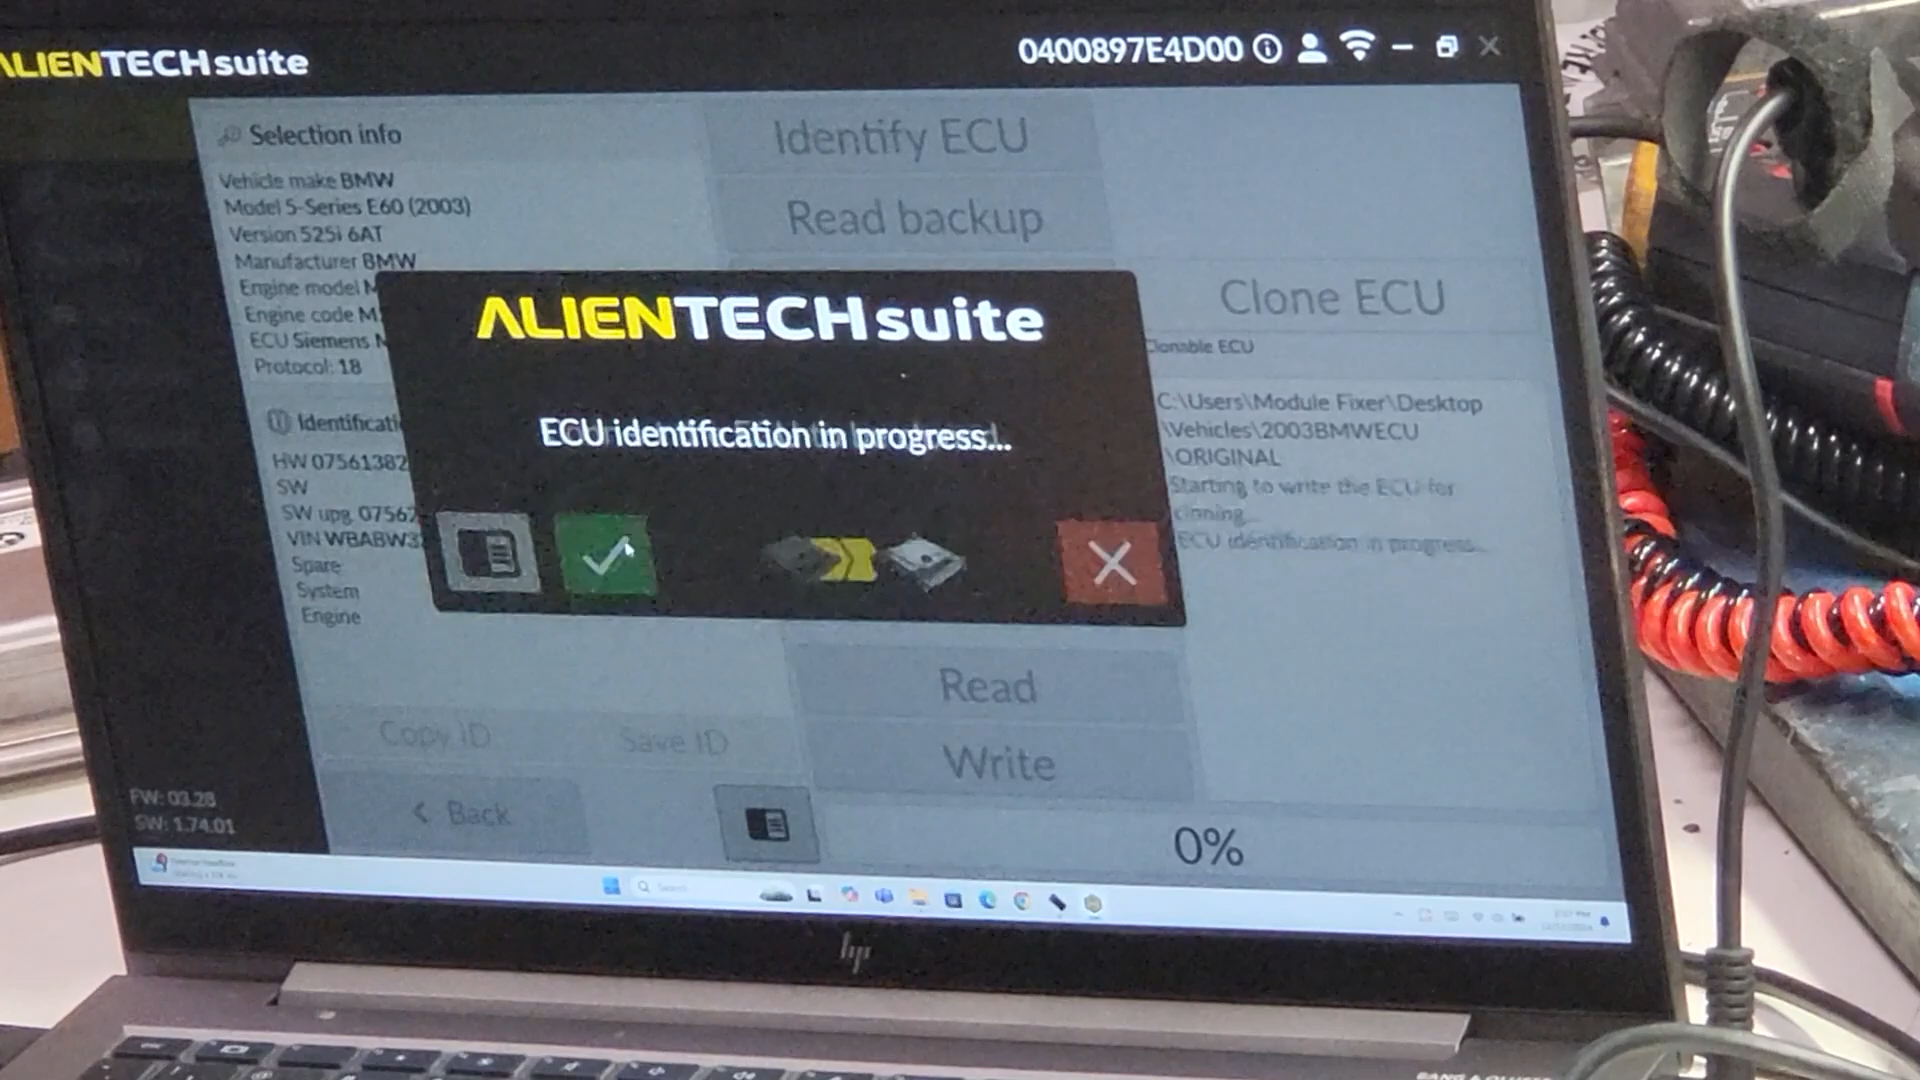 ALIENTECHsuite
0400897E4D00
Selection info
Vehicle make BMW
Model 5-Series E60 (2003)
Version 525i 6AT
Manufacturer BMW
Engine model
Engine code
ECU Siemens
Protocol: 18
HW 07561382
SW
SW upg. 07567
VIN WBABW3
Spare
System
Engine
Copy ID
Save ID
Back
FW: 03.28
SW: 1.74.01
Identify ECU
Read backup
ALIENTECHsuite
ECU identification in progress...
Read
Write
0%
Clone ECU
Clonable ECU
C:\Users\Module Fixer\Desktop
\Vehicles\2003BMWECU
\ORIGINAL
Starting to write the ECU for
ECU identification in progress...
Search
hp